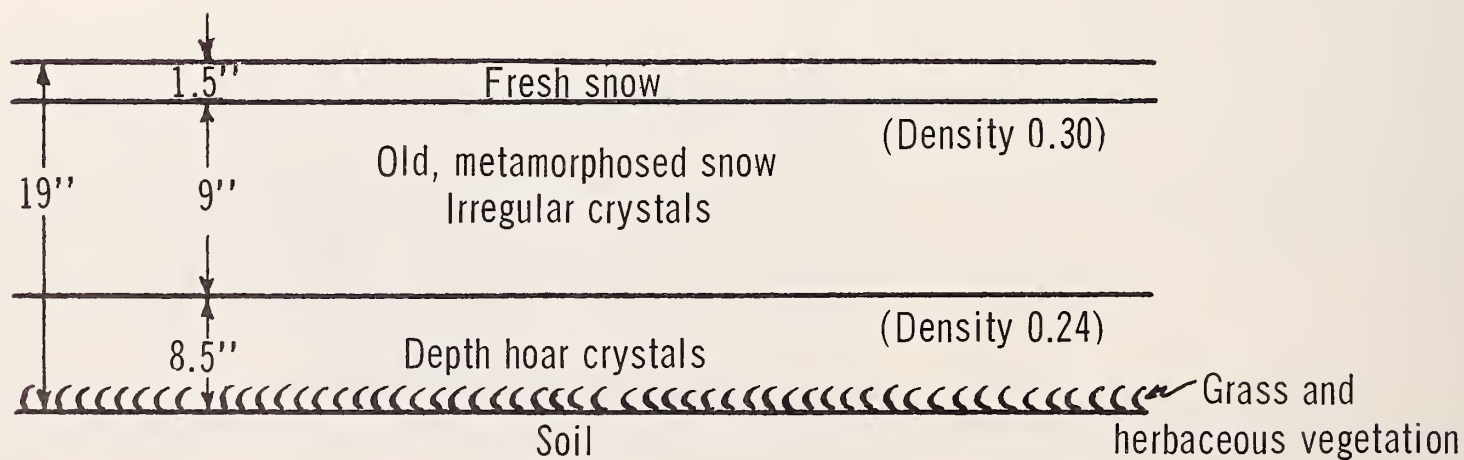 1.5''
Fresh snow
(Density 0.30)
Old, metamorphosed snow
19''
9''
Irregular crystals
(Density 0.24)
8.5''
Depth hoar crystals
Grass and
herbaceous vegetation
Soil